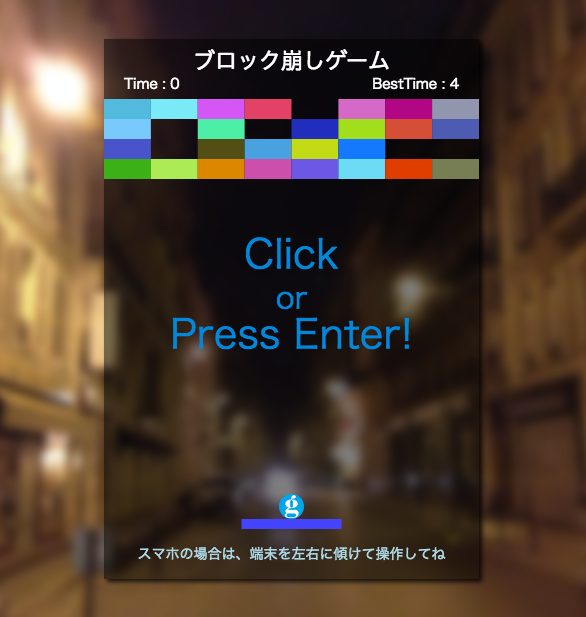 ブロック崩しゲーム
Time : 0 BestTime : 4
Click
or
Press Enter!
g
スマホの場合は、端末を左右に傾けて操作してね